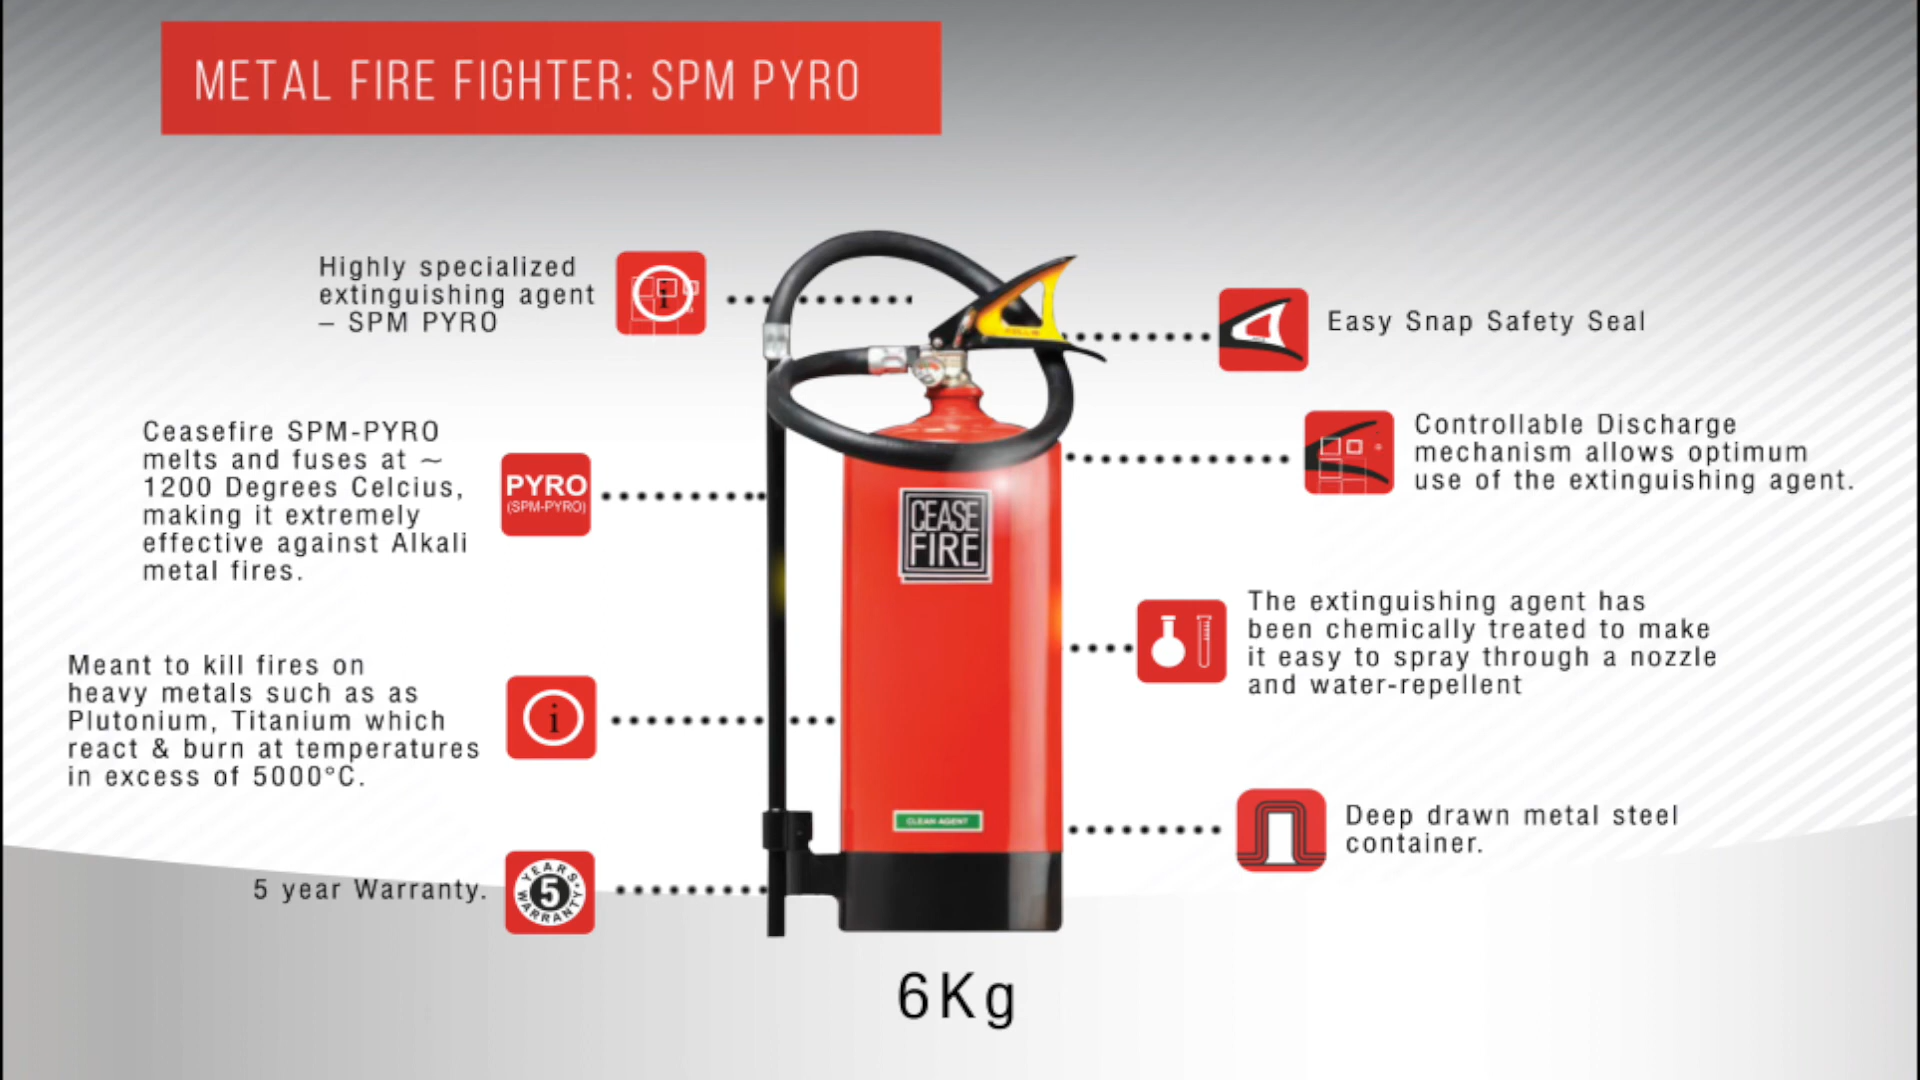 METAL FIRE FIGHTER: SPM PYRO
Highly specialized
extinguishing agent
– SPM PYRO
i
Easy Snap Safety Seal
Ceasefire SPM-PYRO
melts and fuses at ~
1200 Degrees Celcius,
making it extremely
effective against Alkali
metal fires.
PYRO
(SPM-PYRO)
Controllable Discharge
mechanism allows optimum
use of the extinguishing agent.
CEASE
FIRE
The extinguishing agent has
been chemically treated to make
it easy to spray through a nozzle
and water-repellent
Meant to kill fires on
heavy metals such as as
Plutonium, Titanium which
react & burn at temperatures
in excess of 5000°C.
i
CLEAN AGENT
Deep drawn metal steel
container.
5 year Warranty.
YEARS
5
WARRANTY
6Kg